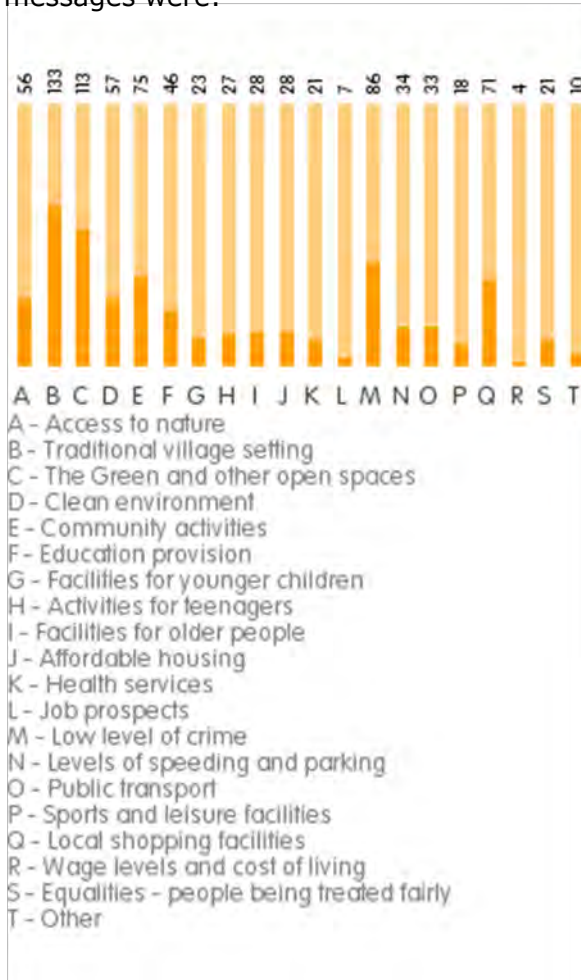 messages were:
56 133 113 57 75 46 23 27 28 28 21 7 86 34 33 18 71 4 21 10
A B C D E F G H I J K L M N O P Q R S T
A - Access to nature
B - Traditional village setting
C - The Green and other open spaces
D - Clean environment
E - Community activities
F - Education provision
G - Facilities for younger children
H - Activities for teenagers
I - Facilities for older people
J - Affordable housing
K - Health services
L - Job prospects
M - Low level of crime
N - Levels of speeding and parking
O - Public transport
P - Sports and leisure facilities
Q - Local shopping facilities
R - Wage levels and cost of living
S - Equalities - people being treated fairly
T - Other